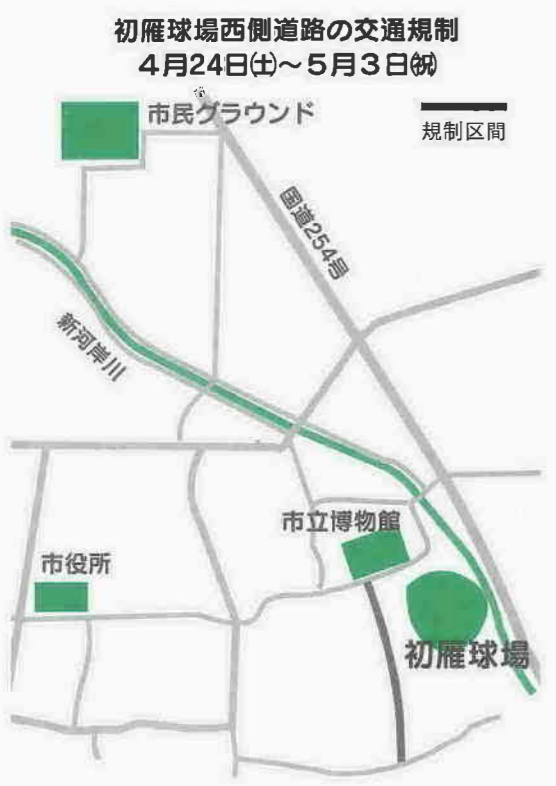 初雁球場西側道路の交通規制
4月24日㈯～5月3日㈷
市民グラウンド
規制区間
国道254号
新河岸川
市立博物館
市役所
初雁球場